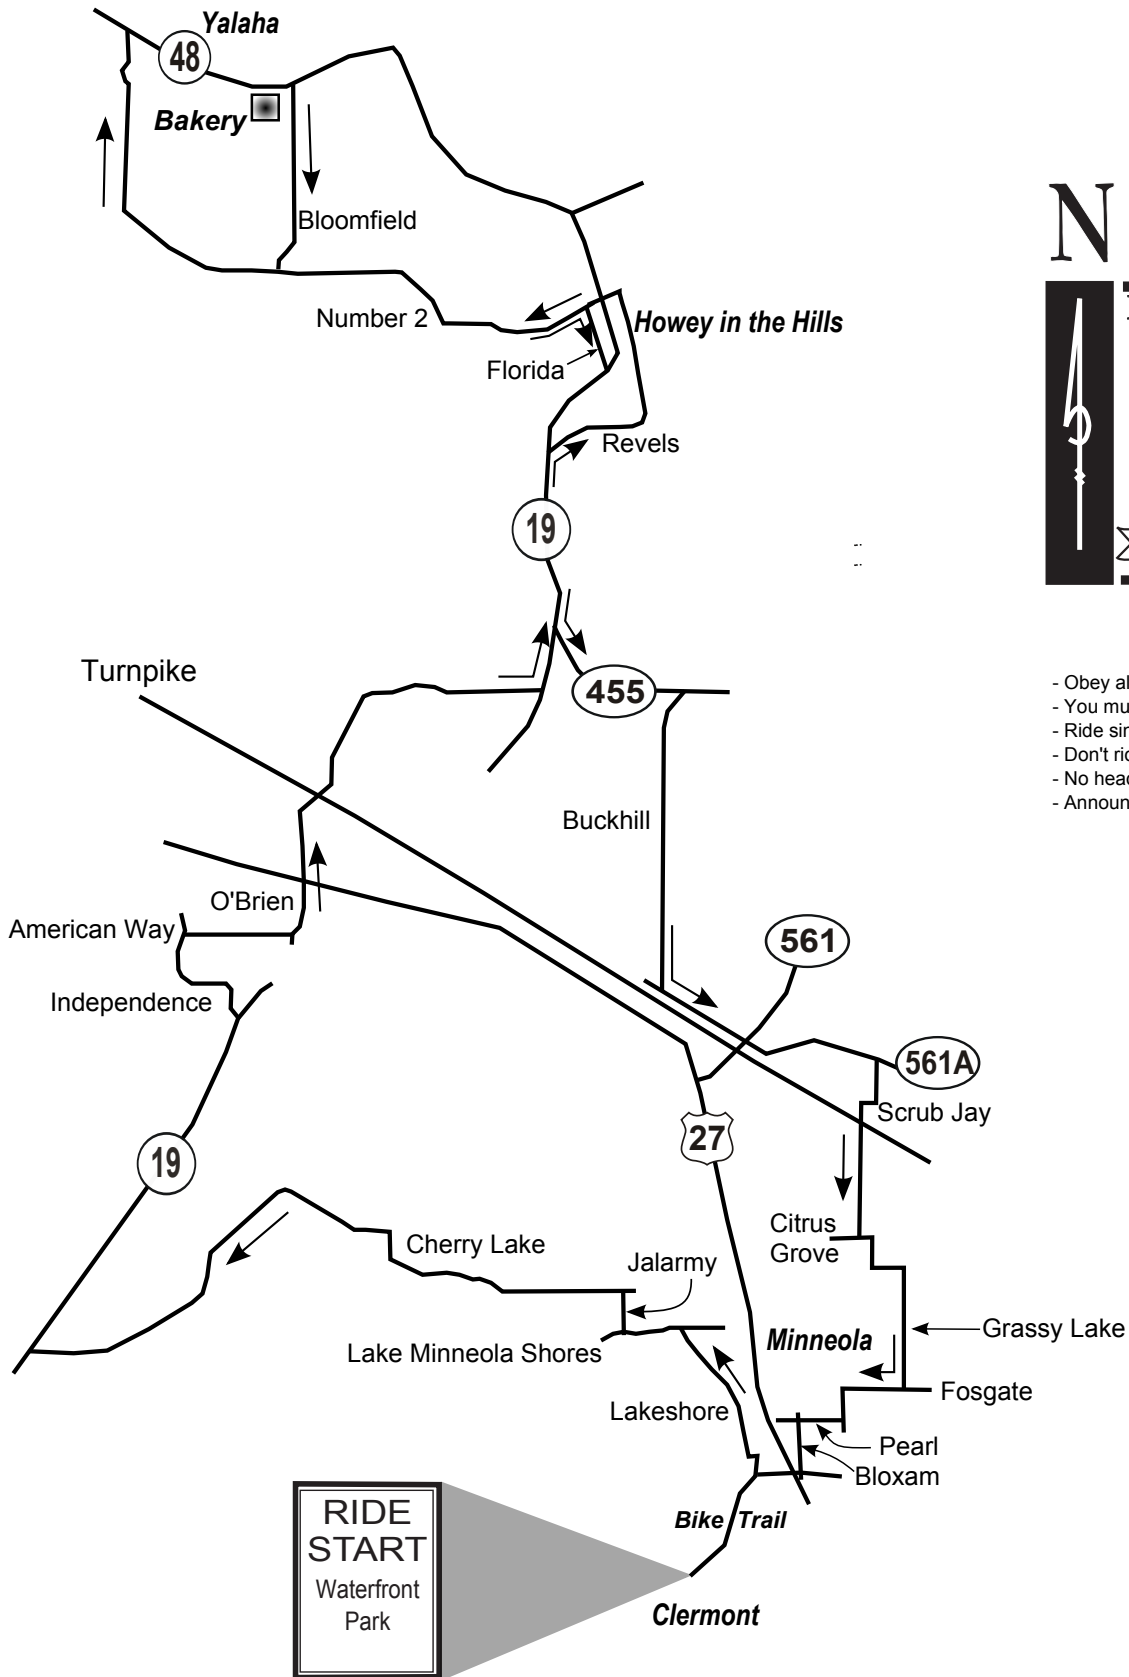 Yalaha
48
Bakery
Bloomfield
N
Number 2
Howey in the Hills
Florida
Revels
19
Turnpike
455
- Obey al
- You mu
- Ride sin
- Don't ric
- No head
- Announ
Buckhill
O'Brien
American Way
561
Independence
561A
Scrub Jay
27
19
Citrus
Grove
Cherry Lake
Jalarmy
Minneola
Grassy Lake
Lake Minneola Shores
Fosgate
Lakeshore
Pearl
Bloxam
RIDE
START
Waterfront
Park
Bike Trail
Clermont